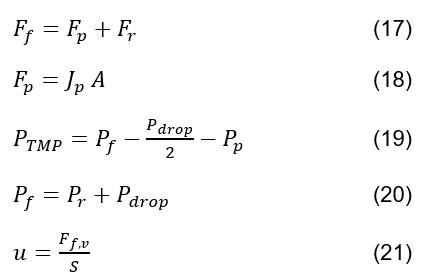 F_f = F_p + F_r (17)
F_p = J_p A (18)
P_TMP = P_f − P_drop/2 − P_p (19)
P_f = P_r + P_drop (20)
u = F_f,v/S (21)